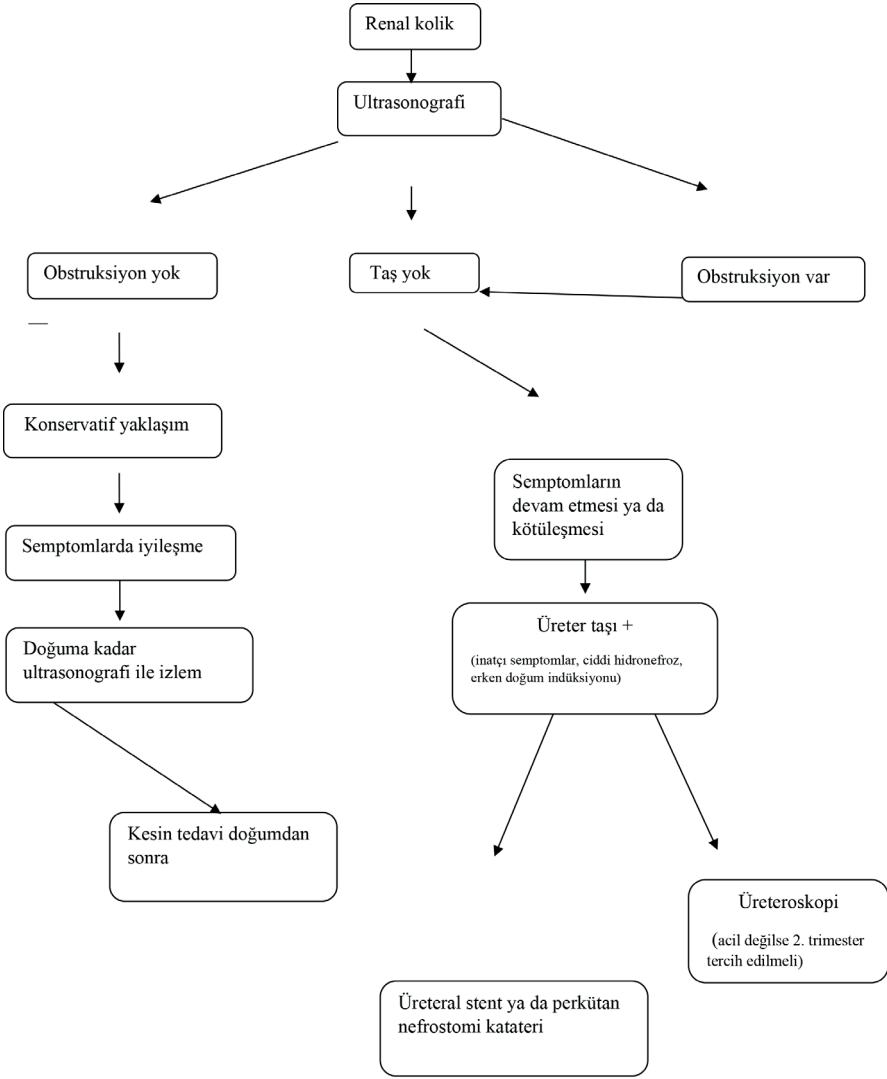 Renal kolik
Ultrasonografi
Obstruksiyon yok
Taş yok
Obstruksiyon var
Konservatif yaklaşım
Semptomlarda iyileşme
Doğuma kadar
ultrasonografi ile izlem
Kesin tedavi doğumdan
sonra
Semptomların
devam etmesi ya da
kötüleşmesi
Üreter taşı +
(inatçı semptomlar, ciddi hidronefroz,
erken doğum indüksiyonu)
Üreteroskopi
(acil değilse 2. trimester
tercih edilmeli)
Üreteral stent ya da perkütan
nefrostomi katateri